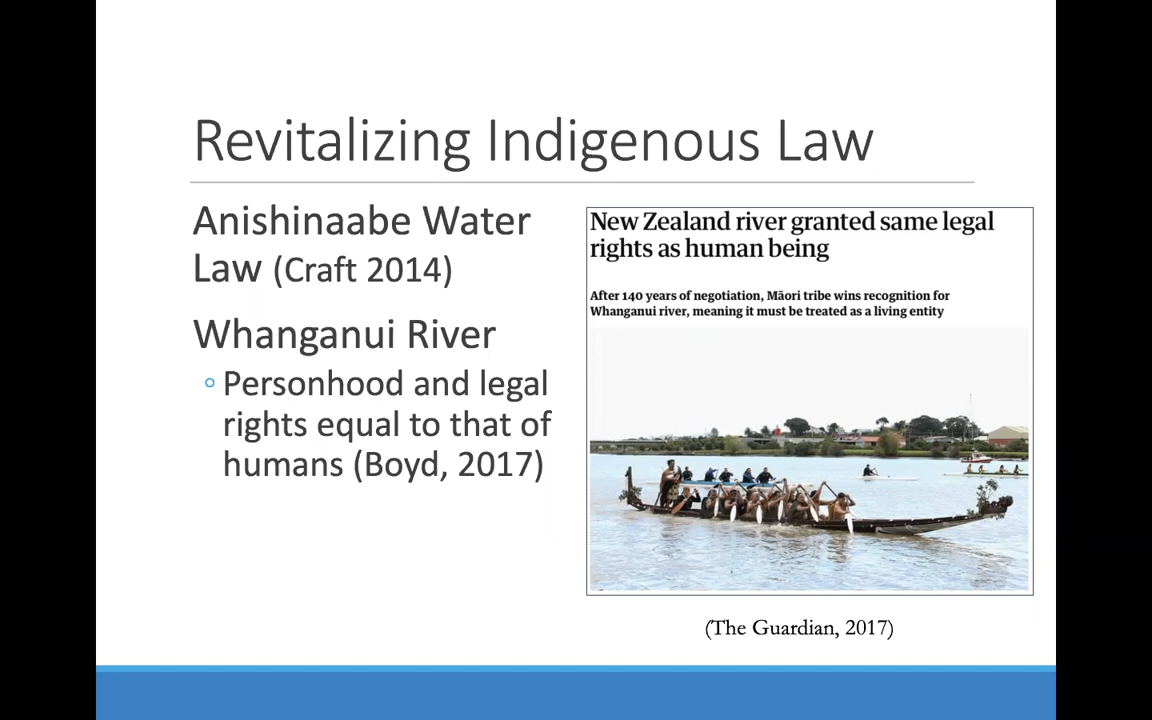 Revitalizing Indigenous Law
Anishinaabe Water
Law (Craft 2014)
Whanganui River
Personhood and legal
rights equal to that of
humans (Boyd, 2017)
New Zealand river granted same legal
rights as human being
After 140 years of negotiation, Māori tribe wins recognition for
Whanganui river, meaning it must be treated as a living entity
(The Guardian, 2017)